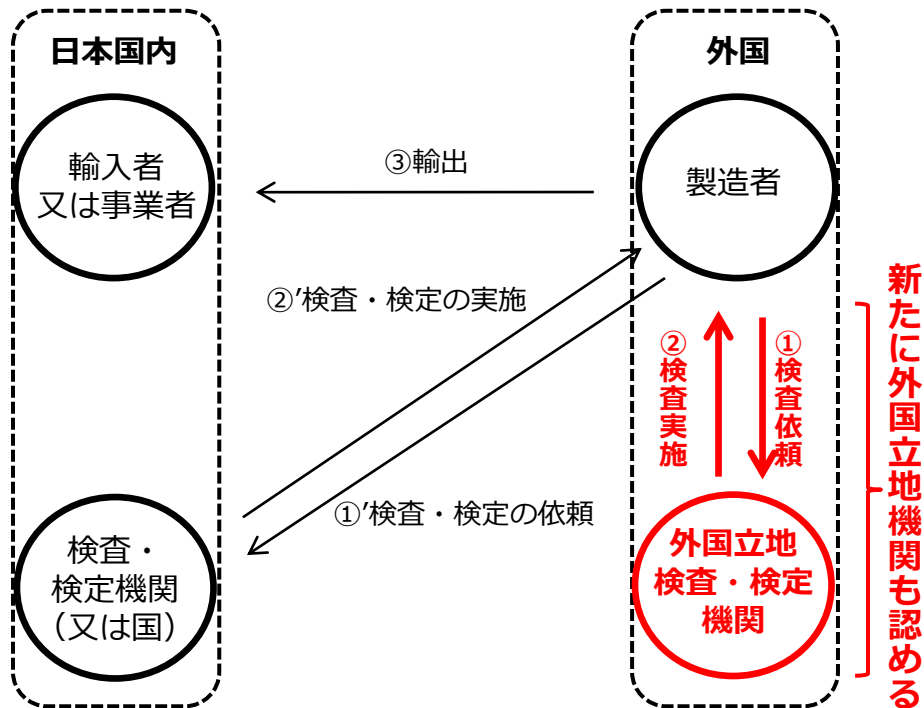 日本国内
外国
輸入者
又は事業者
③輸出
製造者
②’検査・検定の実施
①’検査・検定の依頼
②検査実施
①検査依頼
検査・
検定機関
（又は国）
外国立地
検査・検定
機関
新たに外国立地機関も認める